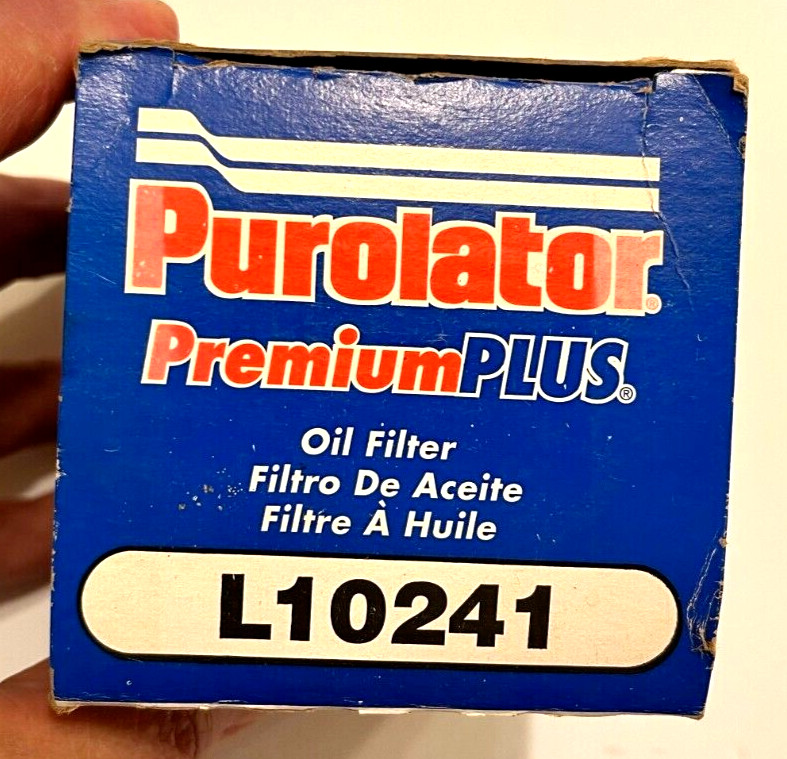 Purolator®
PremiumPLUS®
Oil Filter
Filtro De Aceite
Filtre À Huile
L10241